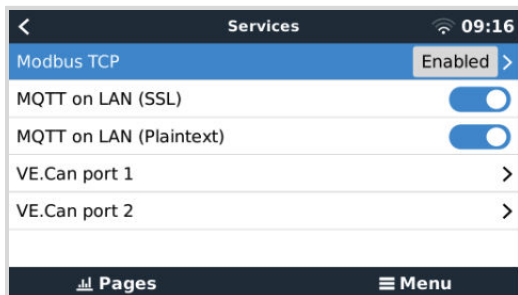 Services 09:16
Modbus TCP Enabled
MQTT on LAN (SSL)
MQTT on LAN (Plaintext)
VE.Can port 1
VE.Can port 2
Pages Menu